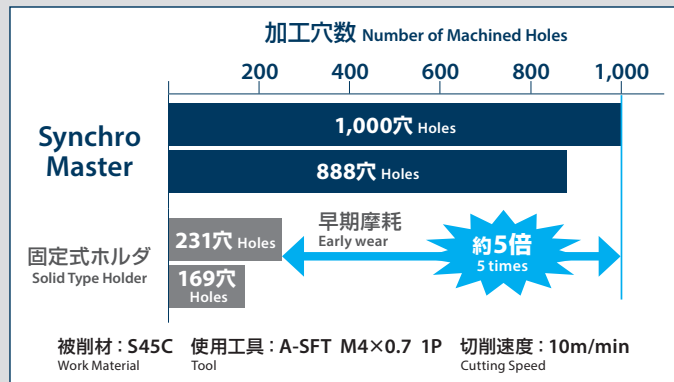 加工穴数 Number of Machined Holes
200 400 600 800 1,000
Synchro
Master
1,000穴 Holes
888穴 Holes
固定式ホルダ
Solid Type Holder
231穴 Holes
169穴
Holes
早期摩耗
Early wear
約5倍
5 times
被削材：S45C 使用工具：A-SFT M4×0.7 1P 切削速度：10m/min
Work Material Tool Cutting Speed